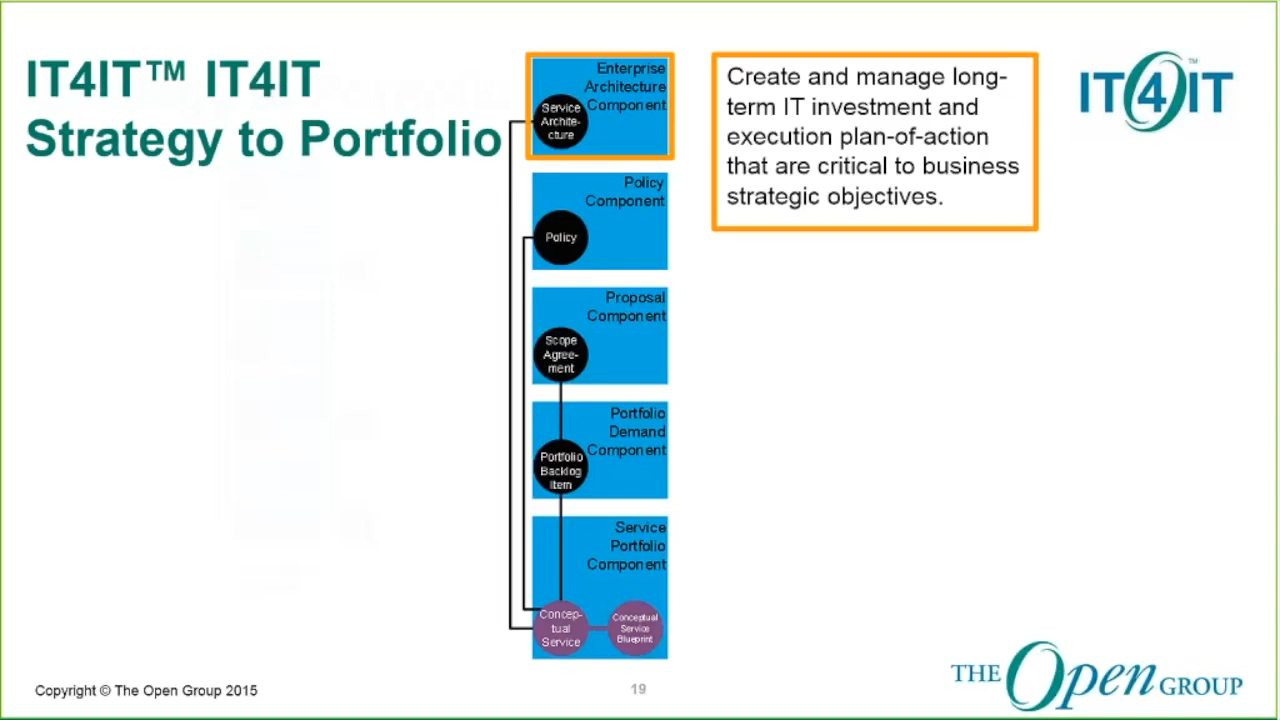 IT4IT™ IT4IT
Strategy to Portfolio
Enterprise
Architecture
Component
Service
Archite-
cture
Policy
Component
Policy
Proposal
Component
Scope
Agree-
ment
Portfolio
Demand
Component
Portfolio
Backlog
Item
Service
Portfolio
Component
Concep-
tual
Service
Conceptual
Service
Blueprint
Create and manage long-
term IT investment and
execution plan-of-action
that are critical to business
strategic objectives.
IT4IT™
Copyright © The Open Group 2015
19
THE Open GROUP